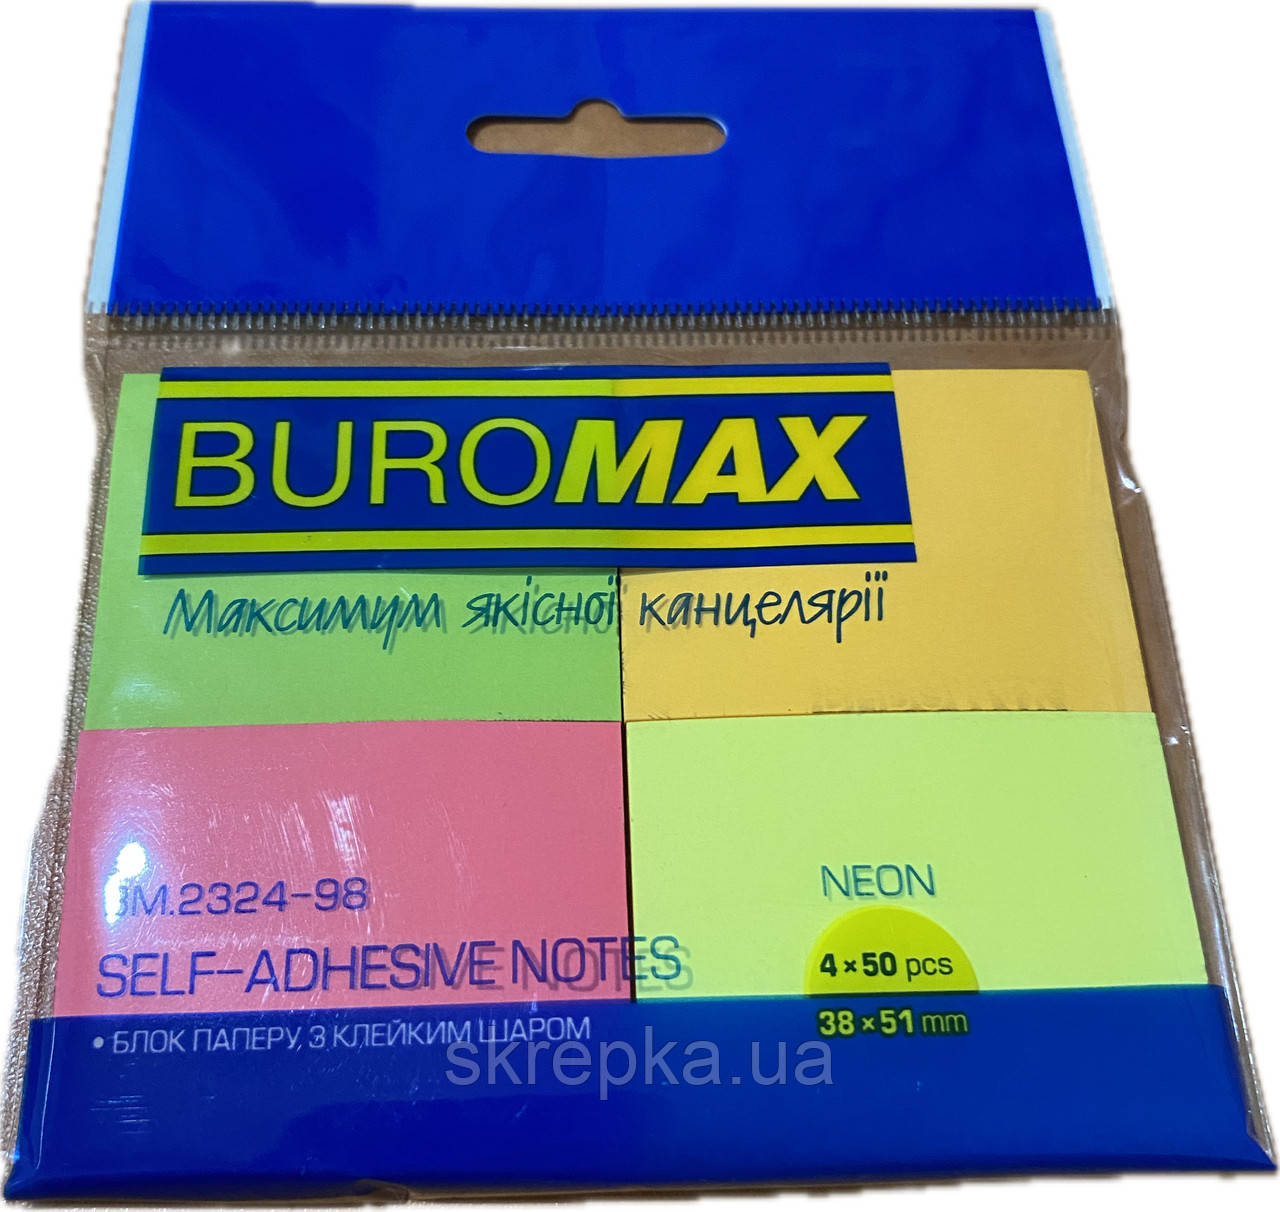 BUROMAX
Максимум якісної канцелярії
BM.2324-98
NEON
SELF-ADHESIVE NOTES
4×50 pcs
• БЛОК ПАПЕРУ З КЛЕЙКИМ ШАРОМ
38×51 mm
skrepka.ua